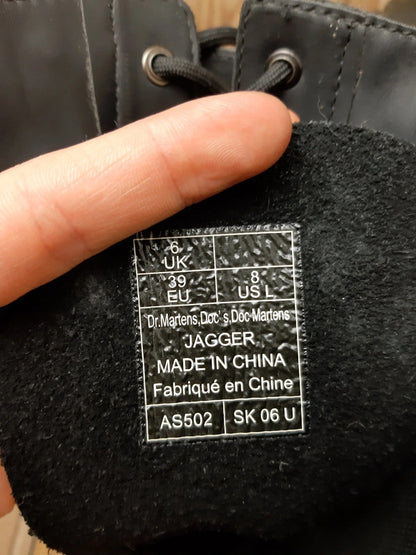 6
UK
39
EU
8
US L
Dr.Martens,Doc's,Doc Martens
JAGGER
MADE IN CHINA
Fabriqué en Chine
AS502 SK 06 U